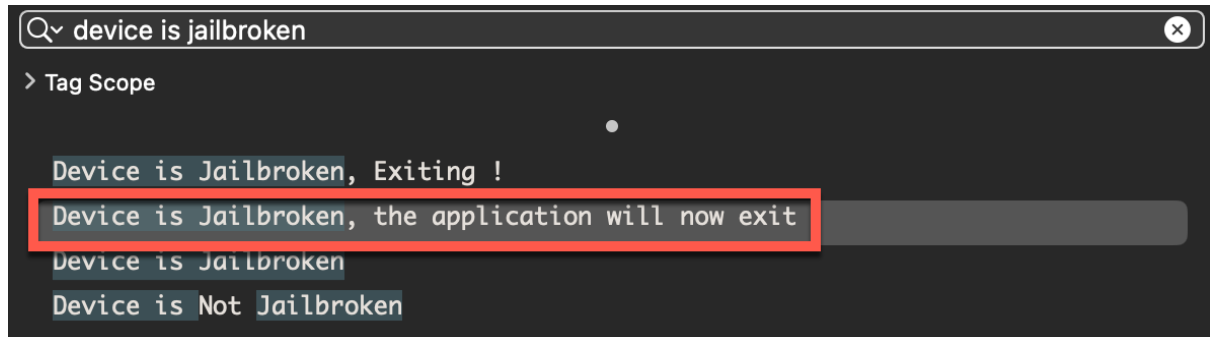 device is jailbroken
Tag Scope
Device is Jailbroken, Exiting !
Device is Jailbroken, the application will now exit
Device is Jailbroken
Device is Not Jailbroken